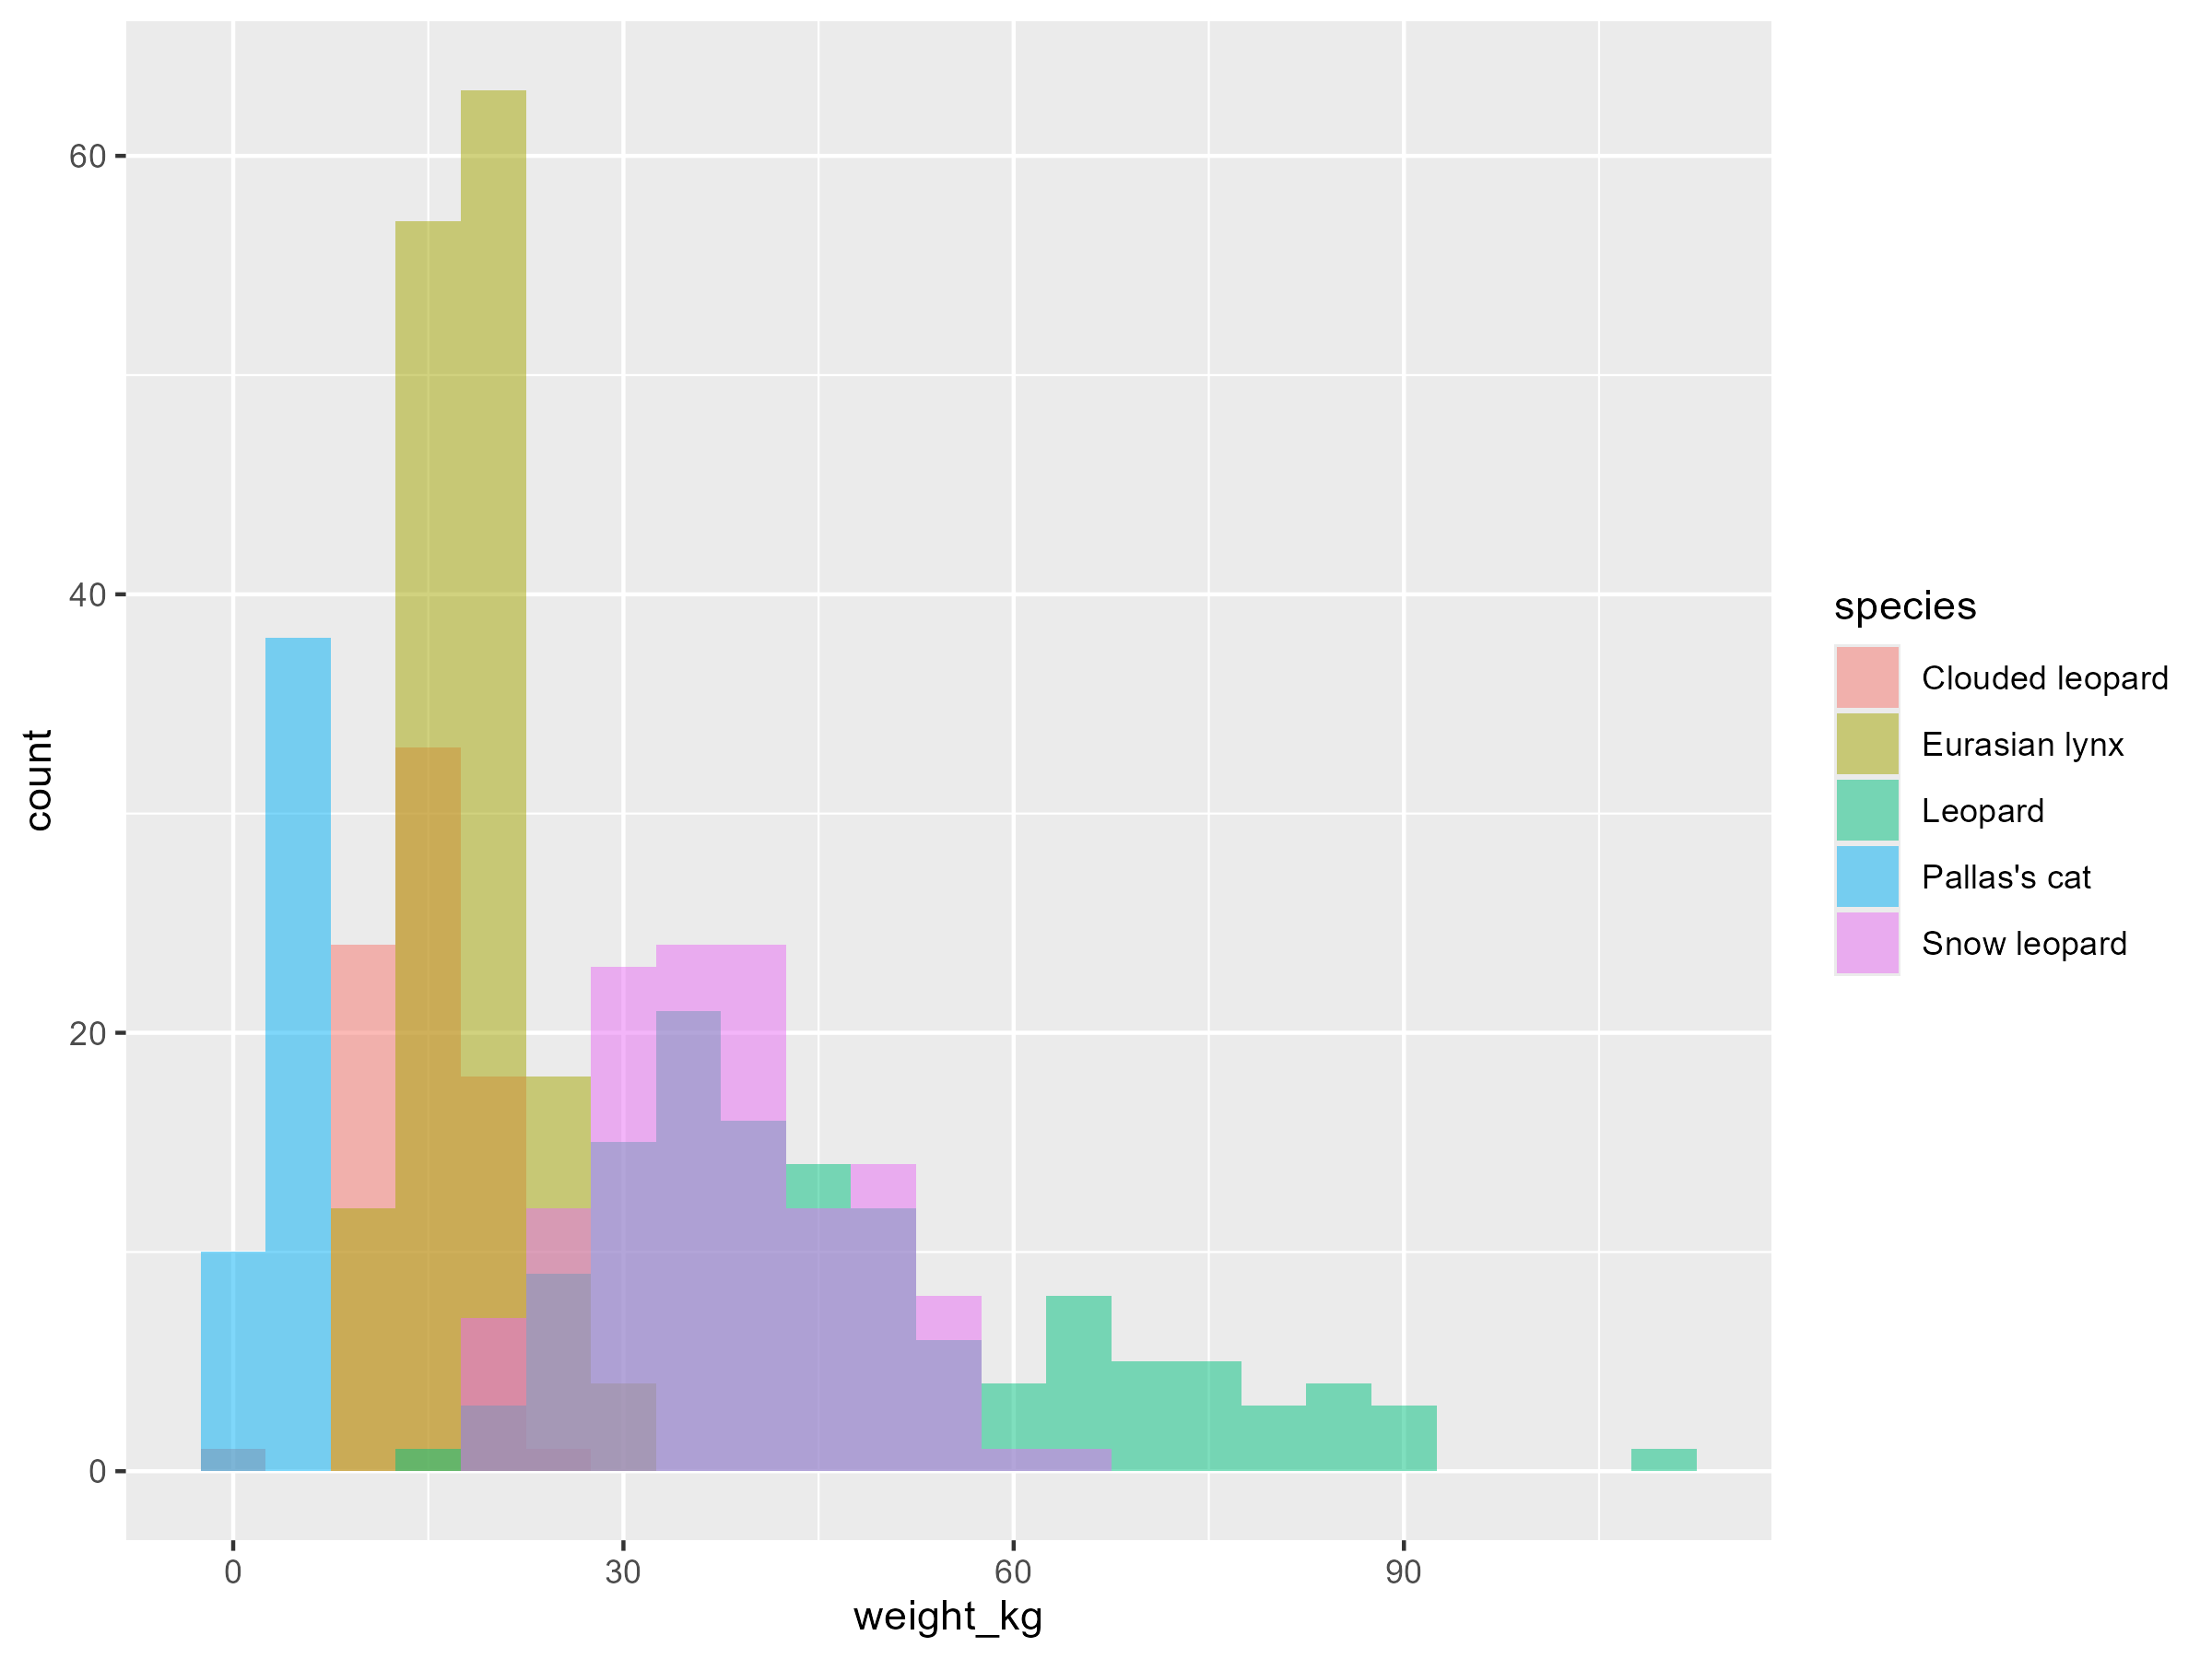 60
40
20
0
count
0 30 60 90
weight_kg
species
Clouded leopard
Eurasian lynx
Leopard
Pallas's cat
Snow leopard